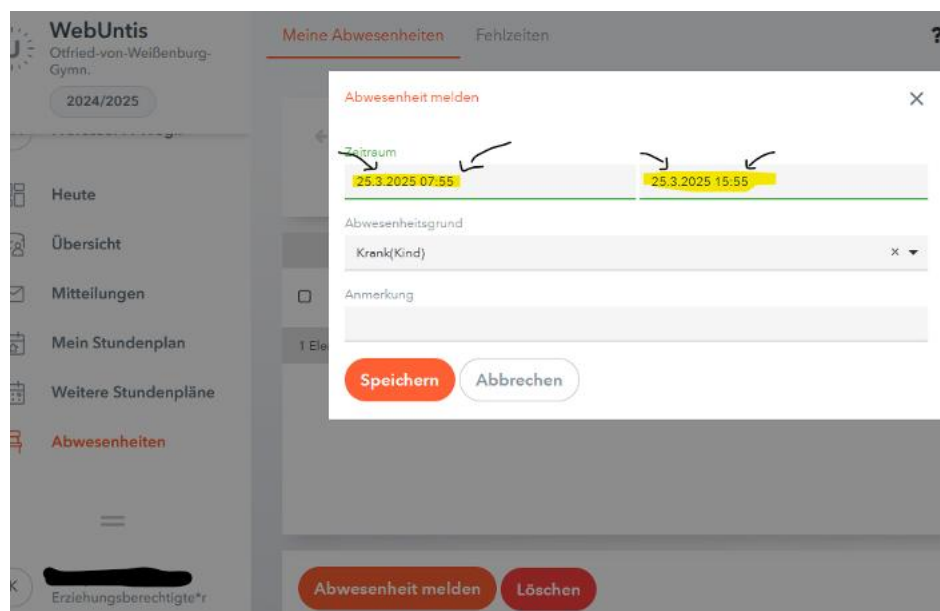 WebUntis
Otfried-von-Weißenburg-
Gymn.
2024/2025
Heute
Übersicht
Mitteilungen
Mein Stundenplan
Weitere Stundenpläne
Abwesenheiten
Erziehungsberechtigte*r
Meine Abwesenheiten Fehlzeiten
?
Abwesenheit melden
Zeitraum
25.3.2025 07:55 25.3.2025 15:55
Abwesenheitsgrund
Krank(Kind)
Anmerkung
Speichern Abbrechen
Abwesenheit melden Löschen